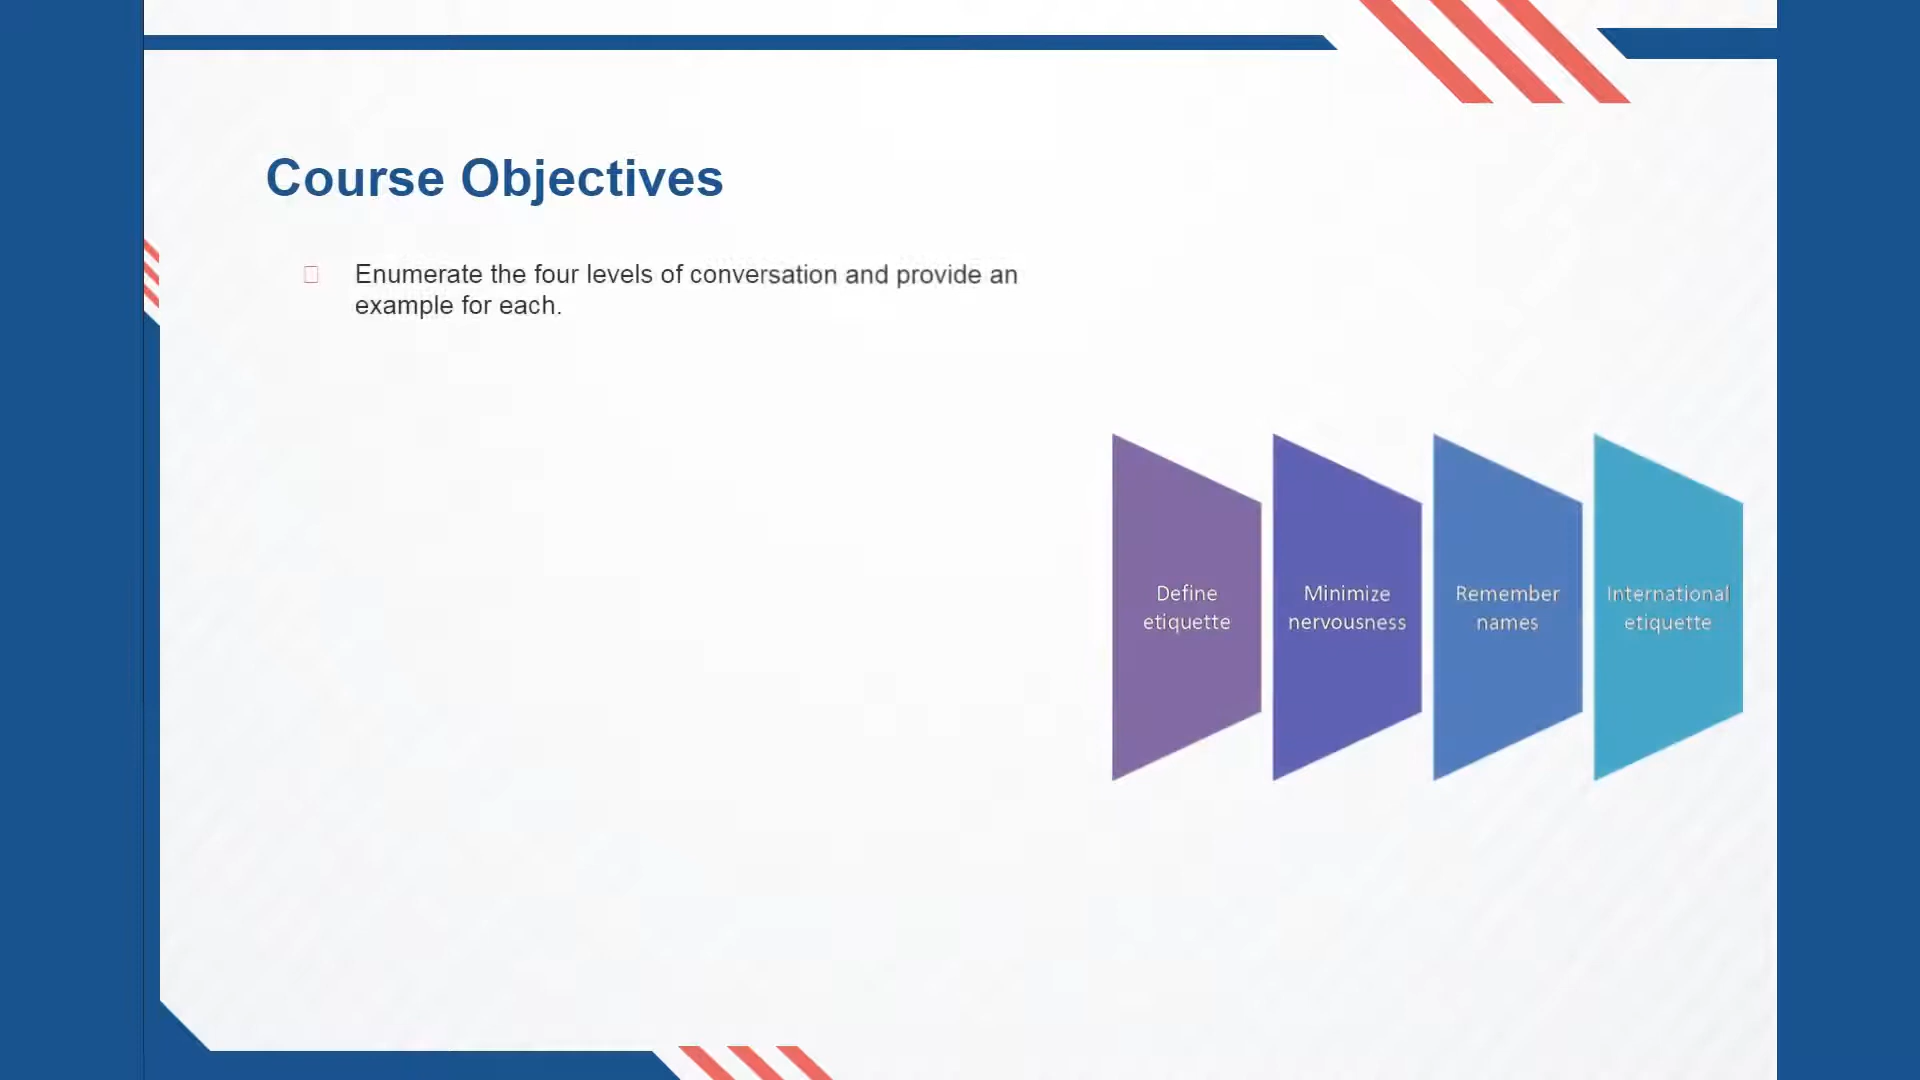 Course Objectives
Enumerate the four levels of conversation and provide an
example for each.
Define
etiquette
Minimize
nervousness
Remember
names
International
etiquette